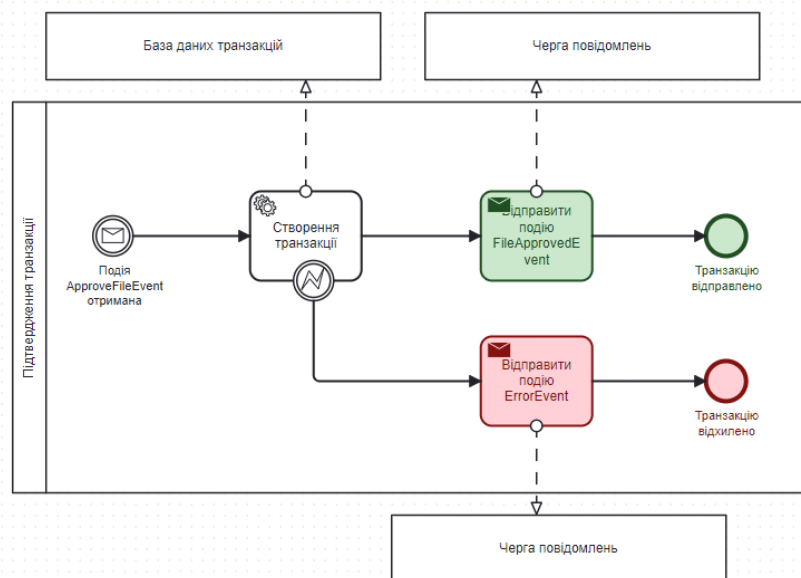 База даних транзакцій
Черга повідомлень
Підтвердження транзакції
Подія
ApproveFileEvent
отримана
Створення
транзакції
Відправити
подію
FileApprovedE
vent
Транзакцію
відправлено
Відправити
подію
ErrorEvent
Транзакцію
відхилено
Черга повідомлень